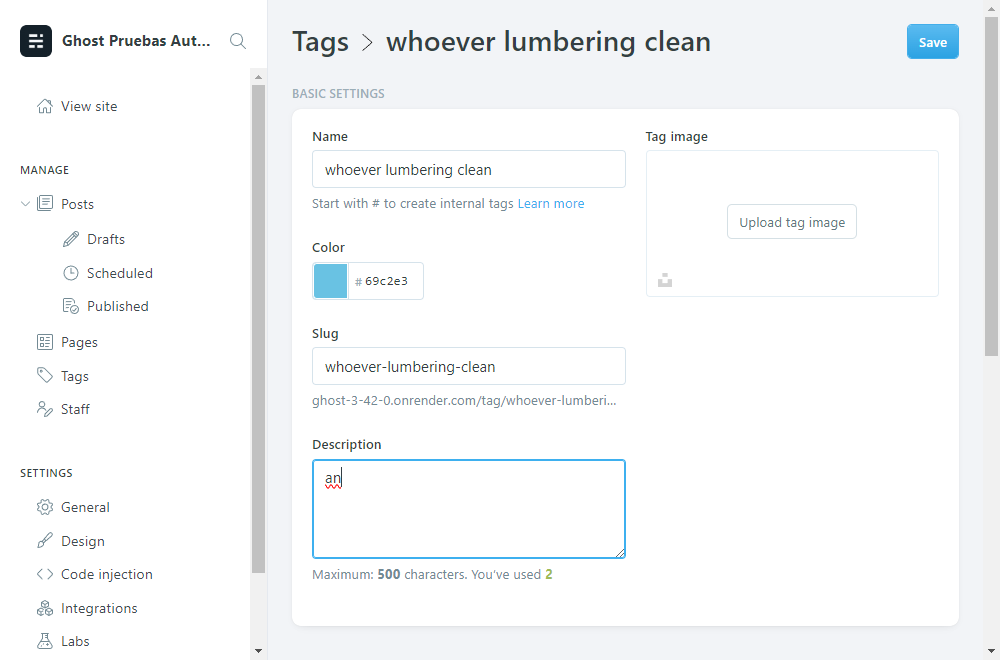 Ghost Pruebas Aut...
View site
MANAGE
Posts
Drafts
Scheduled
Published
Pages
Tags
Staff
SETTINGS
General
Design
Code injection
Integrations
Labs
Tags > whoever lumbering clean
Save
BASIC SETTINGS
Name
whoever lumbering clean
Start with # to create internal tags Learn more
Color
# 69c2e3
Slug
whoever-lumbering-clean
ghost-3-42-0.onrender.com/tag/whoever-lumberi...
Description
an
Maximum: 500 characters. You've used 2
Tag image
Upload tag image